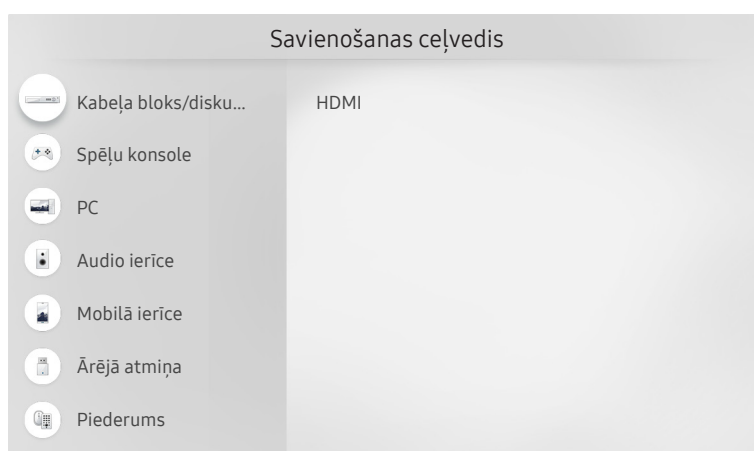 Savienošanas ceļvedis
Kabeļa bloks/disku...
HDMI
Spēļu konsole
PC
Audio ierīce
Mobilā ierīce
Ārējā atmiņa
Piederums